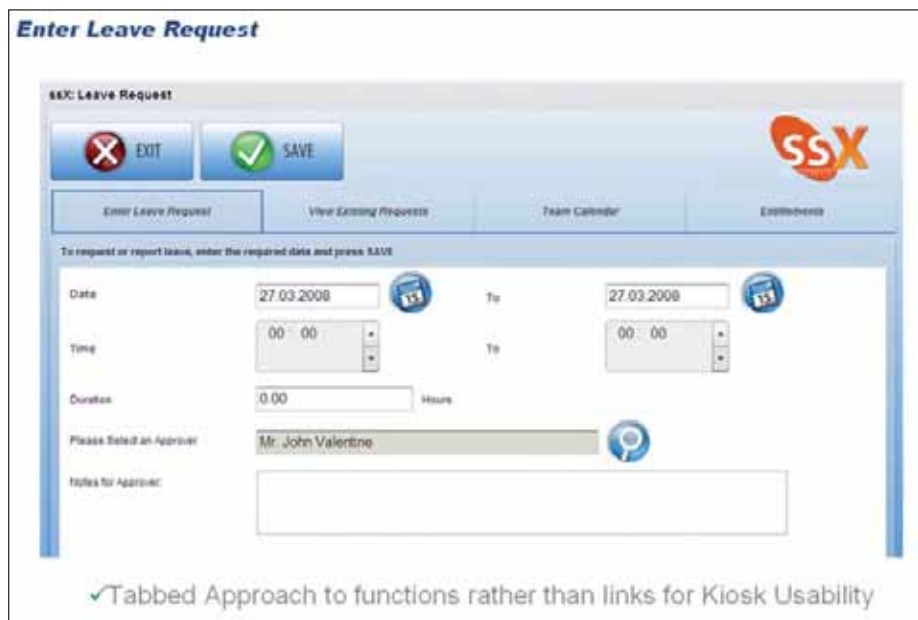 Enter Leave Request
ssX: Leave Request
EXIT SAVE
ssX
Enter Leave Request View Existing Requests Team Calendar Entitlements
To request or report leave, enter the required data and press SAVE
Date 27.03.2008 15 To 27.03.2008 15
Time 00 : 00 To 00 : 00
Duration 0.00 Hours
Please Select an Approver Mr. John Valentine
Notes for Approver:
✓Tabbed Approach to functions rather than links for Kiosk Usability